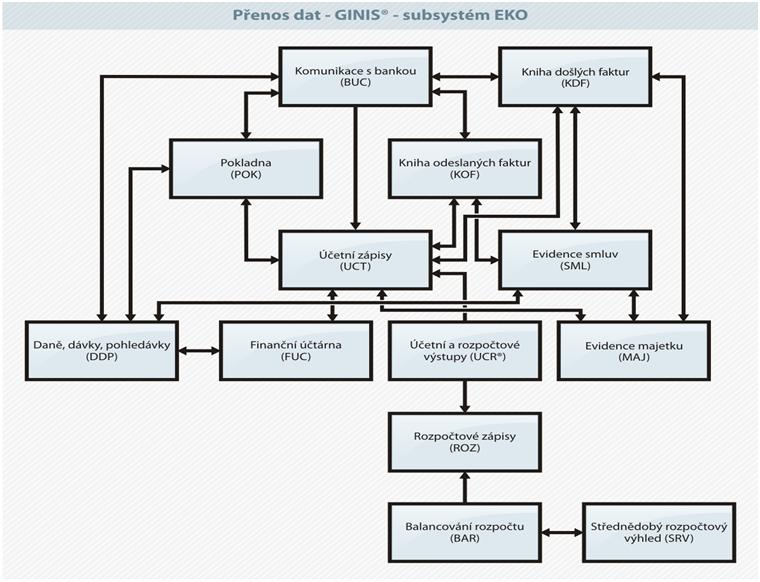 Přenos dat - GINIS® - subsystém EKO
Komunikace s bankou
(BUC)
Kniha došlých faktur
(KDF)
Pokladna
(POK)
Kniha odeslaných faktur
(KOF)
Účetní zápisy
(UCT)
Evidence smluv
(SML)
Daně, dávky, pohledávky
(DDP)
Finanční účtárna
(FUC)
Účetní a rozpočtové
výstupy (UCR®)
Evidence majetku
(MAJ)
Rozpočtové zápisy
(ROZ)
Balancování rozpočtu
(BAR)
Střednědobý rozpočtový
výhled (SRV)